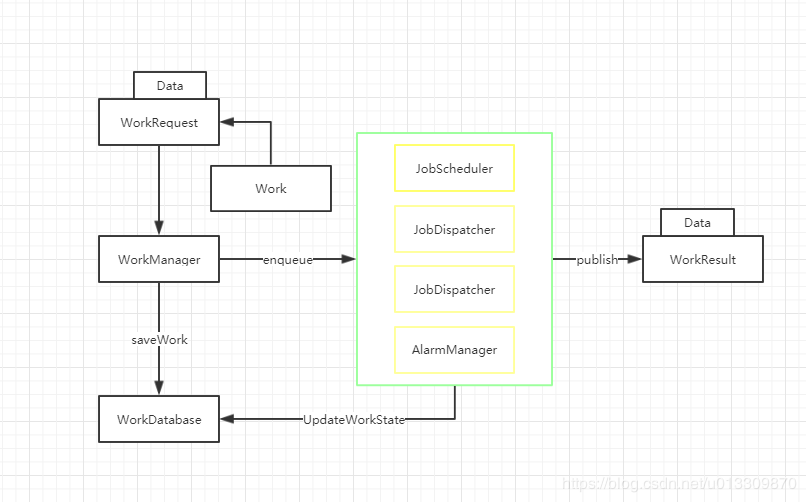 Data
WorkRequest
Work
JobScheduler
JobDispatcher
Data
WorkManager
enqueue
publish
WorkResult
JobDispatcher
saveWork
AlarmManager
WorkDatabase
UpdateWorkState
https://blog.csdn.net/u013309870